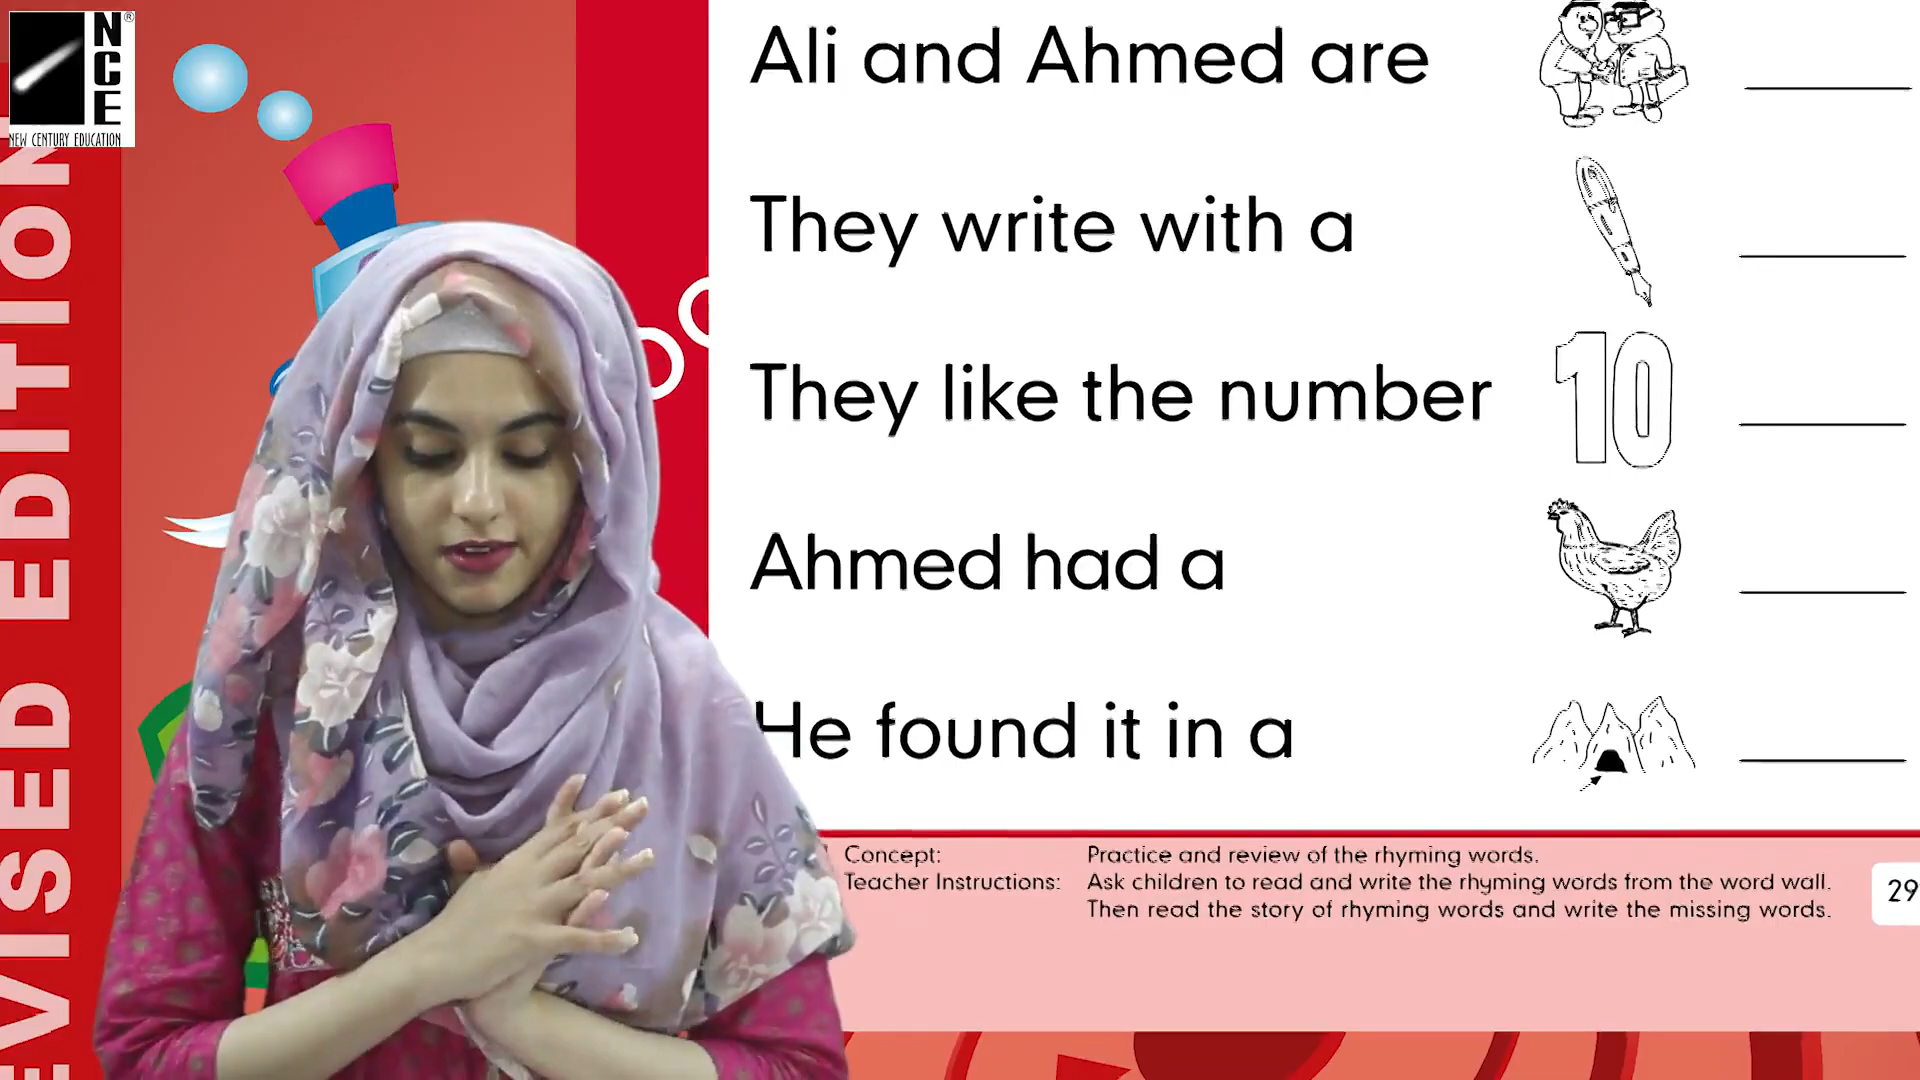 NCE®
NEW CENTURY EDUCATION
EVISED EDITION
Ali and Ahmed are
They write with a
They like the number 10
Ahmed had a
He found it in a
Concept: Practice and review of the rhyming words.
Teacher Instructions: Ask children to read and write the rhyming words from the word wall.
Then read the story of rhyming words and write the missing words.
29